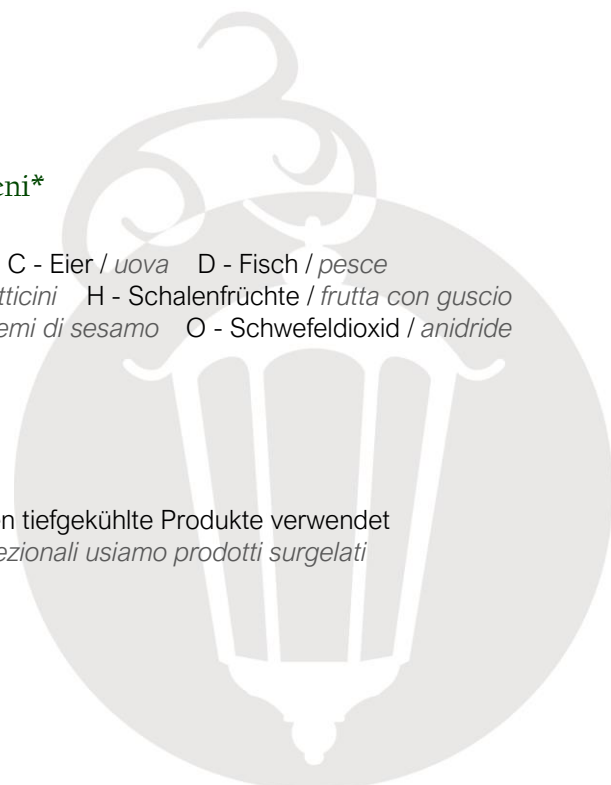 eni*
C - Eier / uova D - Fisch / pesce
tticini H - Schalenfrüchte / frutta con guscio
emi di sesamo O - Schwefeldioxid / anidride
n tiefgekühlte Produkte verwendet
ezionali usiamo prodotti surgelati